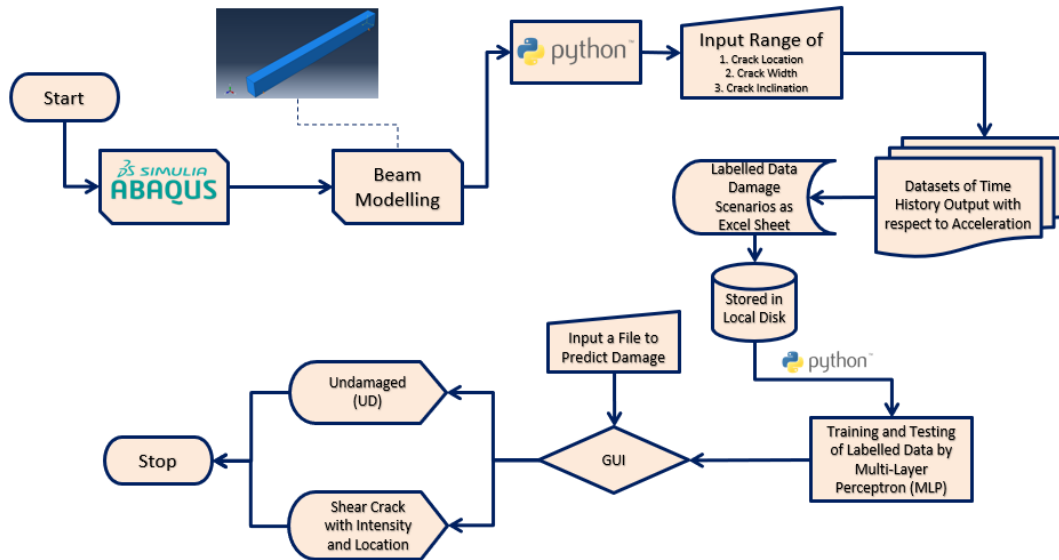 Start
SIMULIA
ABAQUS
Beam
Modelling
python™
Input Range of
1. Crack Location
2. Crack Width
3. Crack Inclination
Datasets of Time
History Output with
respect to Acceleration
Labelled Data
Damage
Scenarios as
Excel Sheet
Stored in
Local Disk
python™
Training and Testing
of Labelled Data by
Multi-Layer
Perceptron (MLP)
Input a File to
Predict Damage
GUI
Undamaged
(UD)
Shear Crack
with Intensity
and Location
Stop